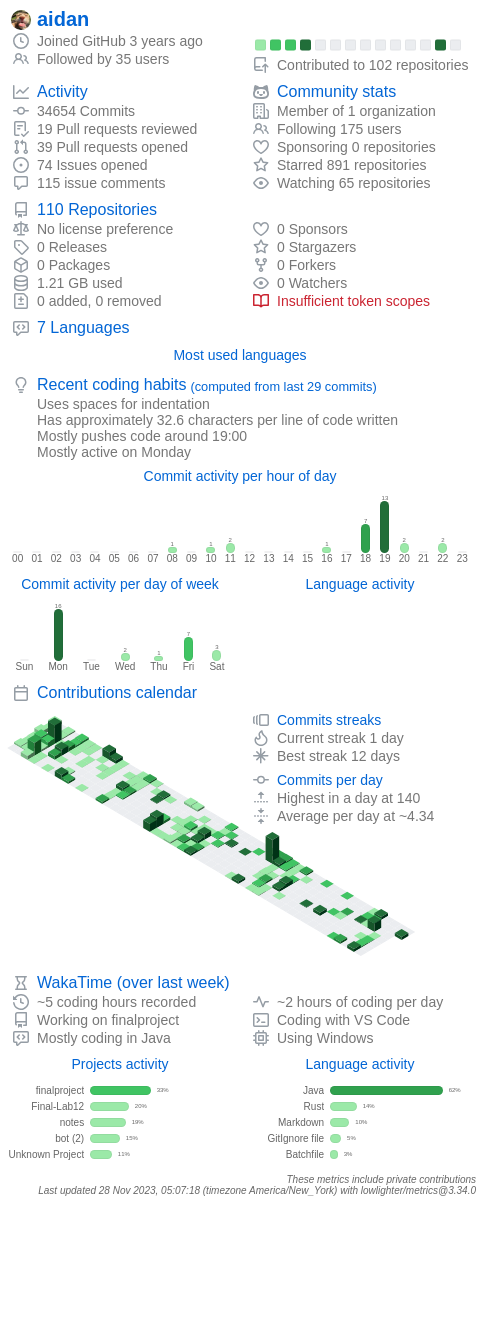 aidan
Joined GitHub 3 years ago
Followed by 35 users
Contributed to 102 repositories
Activity
34654 Commits
19 Pull requests reviewed
39 Pull requests opened
74 Issues opened
115 issue comments
Community stats
Member of 1 organization
Following 175 users
Sponsoring 0 repositories
Starred 891 repositories
Watching 65 repositories
110 Repositories
No license preference
0 Releases
0 Packages
1.21 GB used
0 added, 0 removed
0 Sponsors
0 Stargazers
0 Forkers
0 Watchers
Insufficient token scopes
7 Languages
Most used languages
Recent coding habits (computed from last 29 commits)
Uses spaces for indentation
Has approximately 32.6 characters per line of code written
Mostly pushes code around 19:00
Mostly active on Monday
Commit activity per hour of day
1 1 2 1 7 13 2 2
00 01 02 03 04 05 06 07 08 09 10 11 12 13 14 15 16 17 18 19 20 21 22 23
Commit activity per day of week
16 2 1 7 3
Sun Mon Tue Wed Thu Fri Sat
Language activity
Contributions calendar
Commits streaks
Current streak 1 day
Best streak 12 days
Commits per day
Highest in a day at 140
Average per day at ~4.34
WakaTime (over last week)
~5 coding hours recorded
Working on finalproject
Mostly coding in Java
~2 hours of coding per day
Coding with VS Code
Using Windows
Projects activity
finalproject 33%
Final-Lab12 20%
notes 19%
bot (2) 15%
Unknown Project 11%
Language activity
Java 62%
Rust 14%
Markdown 10%
GitIgnore file 5%
Batchfile 3%
These metrics include private contributions
Last updated 28 Nov 2023, 05:07:18 (timezone America/New_York) with lowlighter/metrics@3.34.0